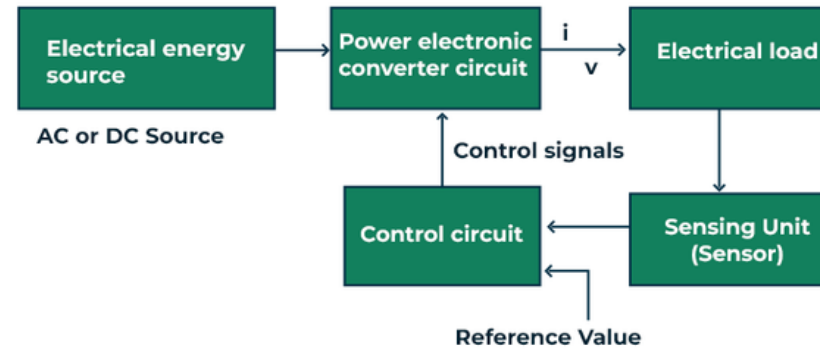 Electrical energy
source
Power electronic
converter circuit
i
v
Electrical load
AC or DC Source
Control signals
Control circuit
Sensing Unit
(Sensor)
Reference Value